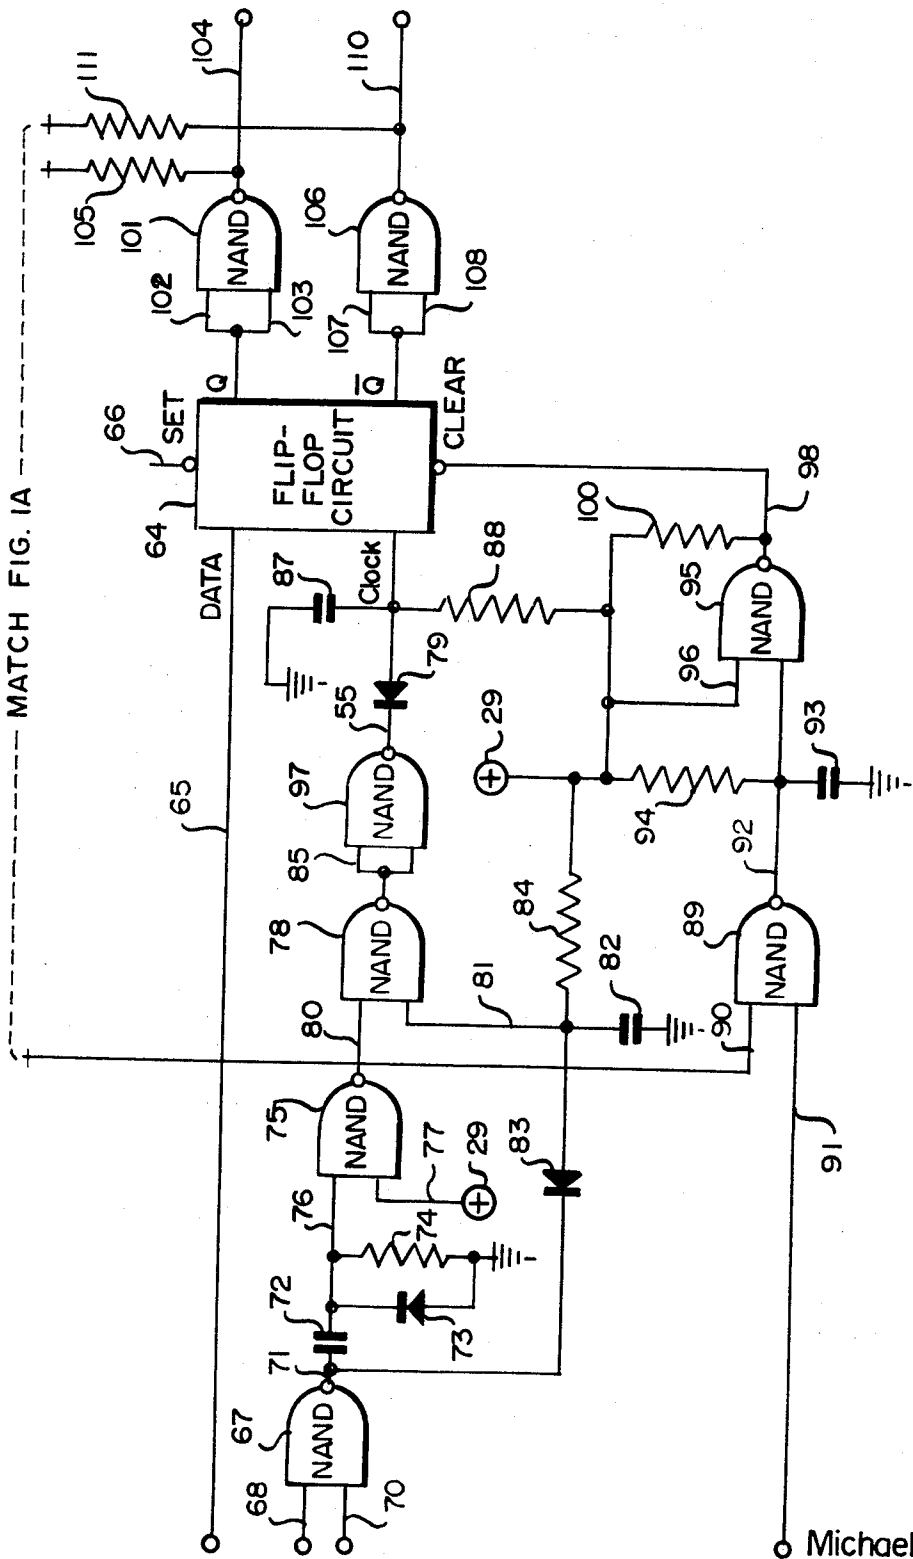 MATCH FIG. 1A
111
104
105
110
101
102
103
106
107
108
66
SET
Q
Q̅
64
FLIP-
FLOP
CIRCUIT
CLEAR
DATA
Clock
NAND
NAND
87
88
100
98
65
55
79
95
NAND
96
97
NAND
85
29
94
93
92
78
NAND
84
89
NAND
80
81
82
90
75
NAND
77
29
83
91
76
74
72
73
71
67
NAND
68
70
Michael